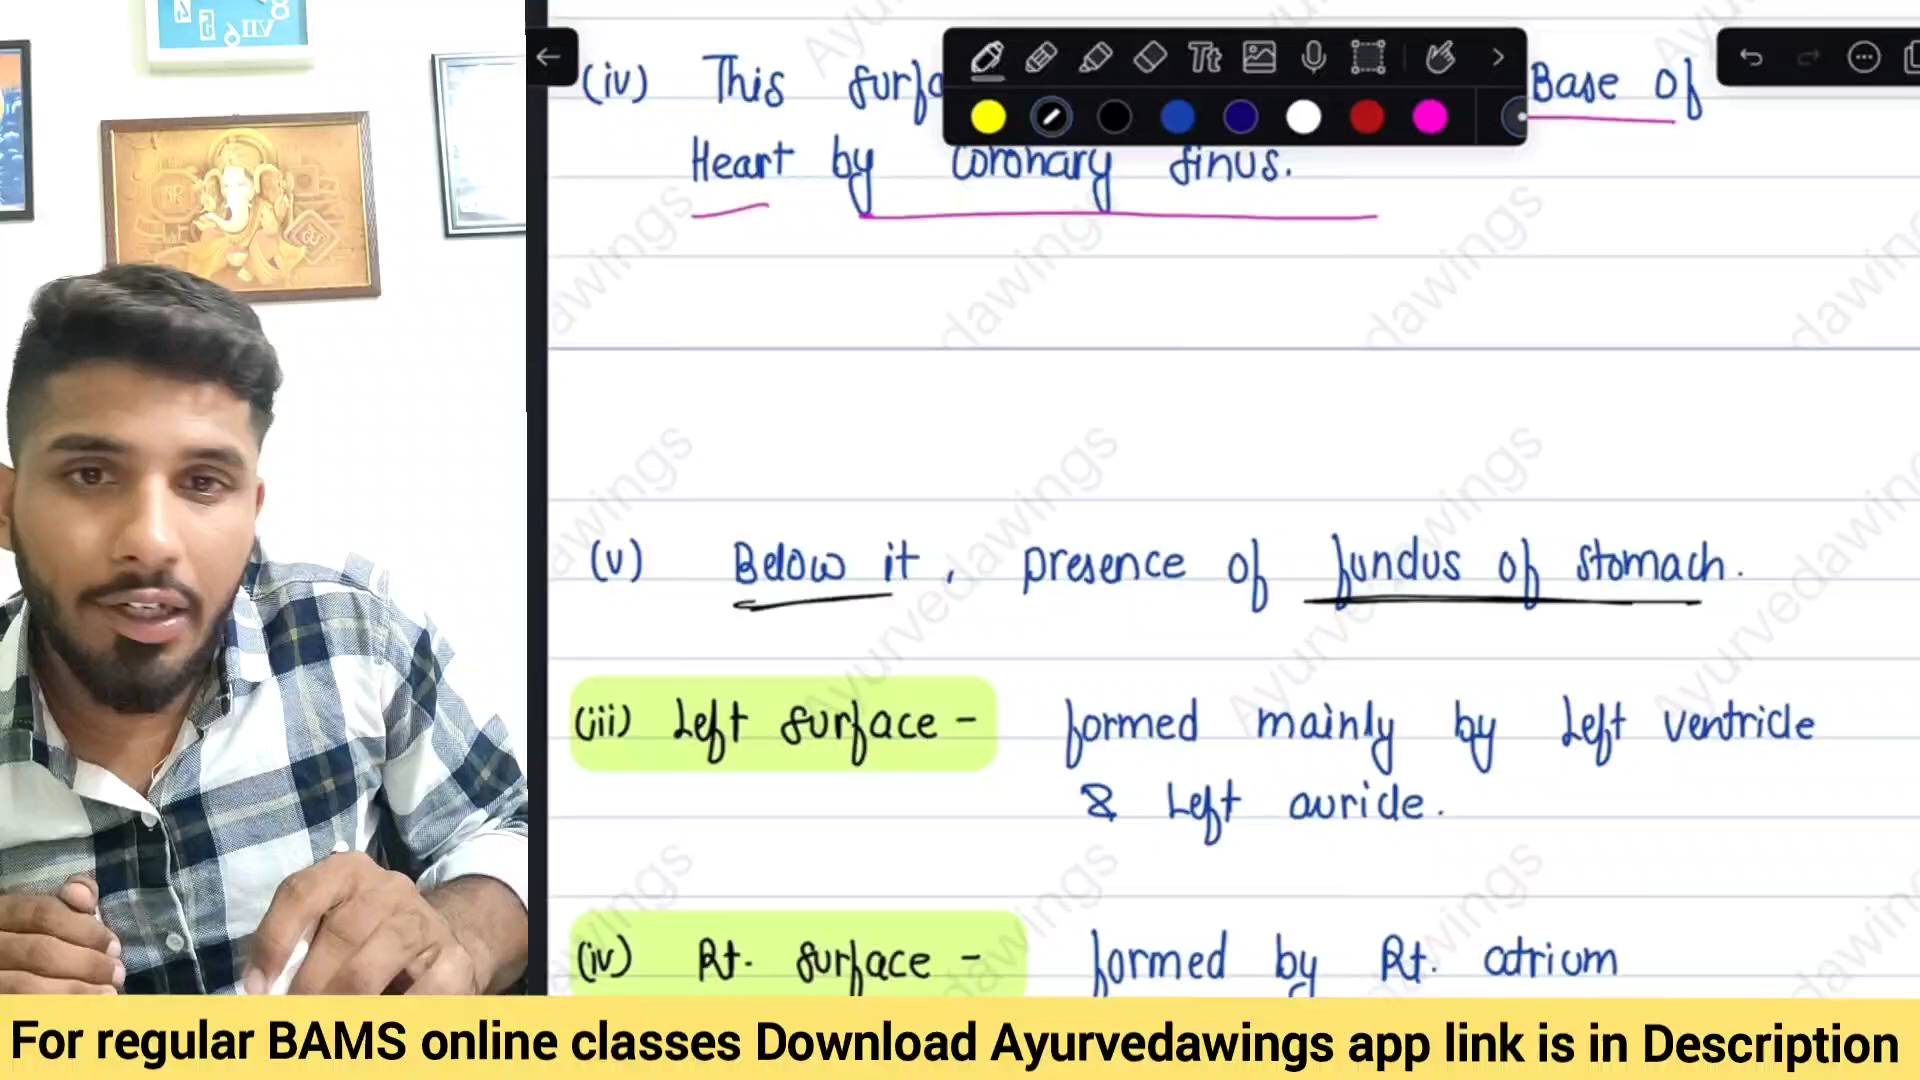 (iv) This surfa Base of
Heart by coronary sinus.
(v) Below it, presence of fundus of stomach.
(iii) Left surface - formed mainly by left ventricle
& Left auricle.
(iv) Rt. surface - formed by Rt. atrium
For regular BAMS online classes Download Ayurvedawings app link is in Description